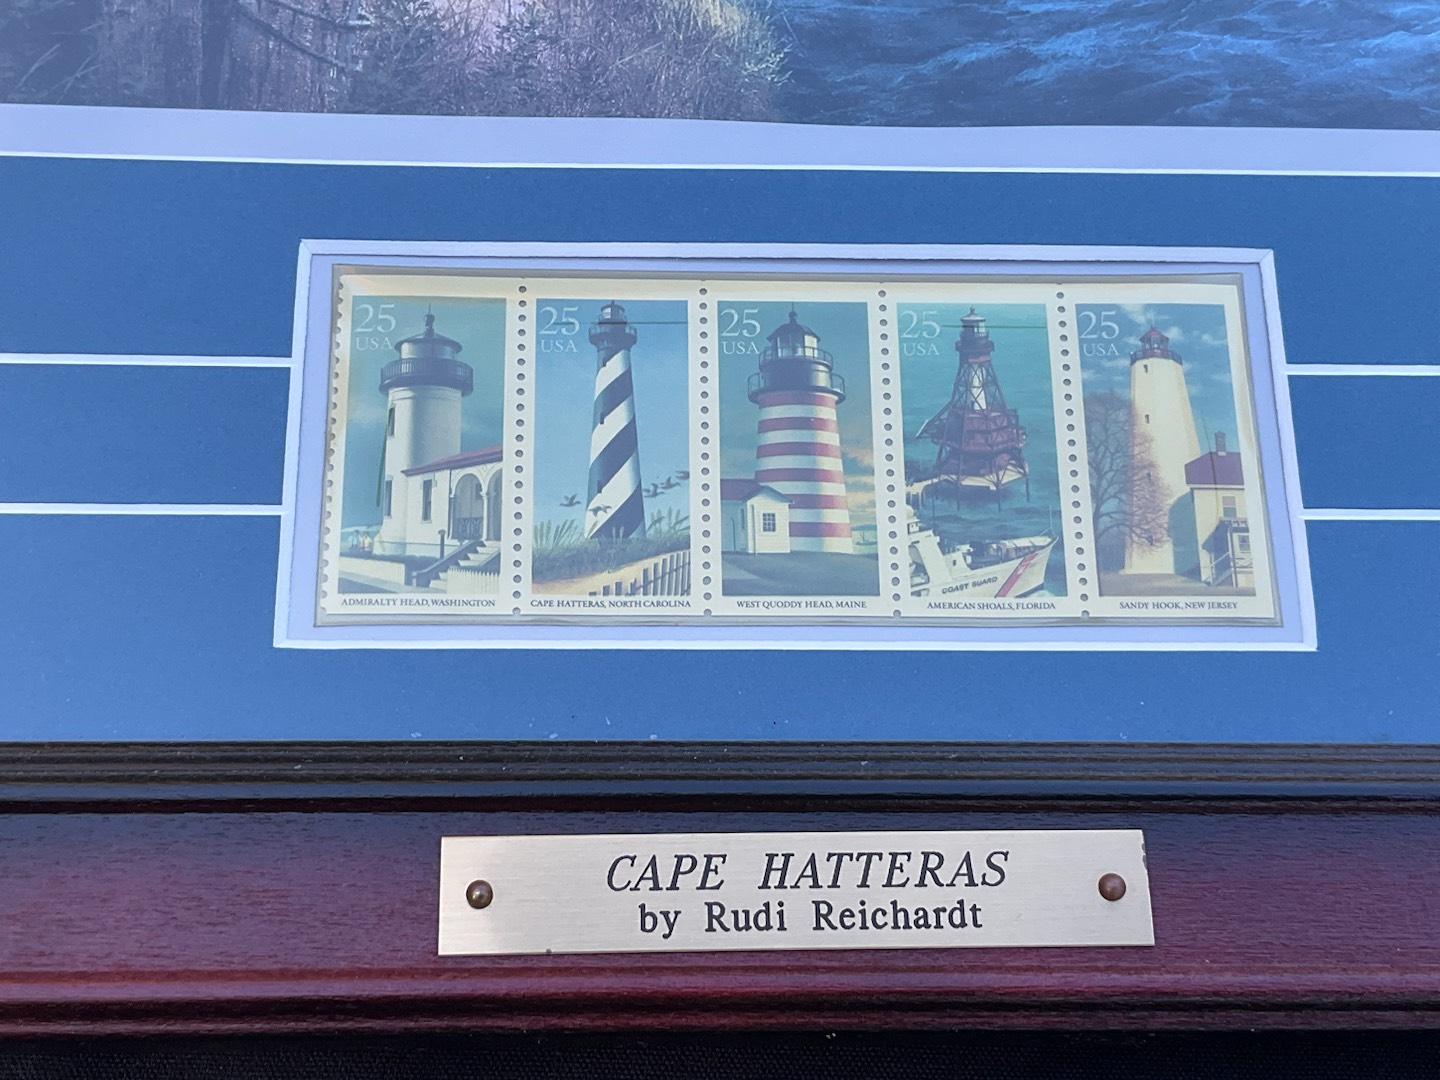 25
USA
ADMIRALTY HEAD, WASHINGTON
25
USA
CAPE HATTERAS, NORTH CAROLINA
25
USA
WEST QUODDY HEAD, MAINE
25
USA
COAST GUARD
AMERICAN SHOALS, FLORIDA
25
USA
SANDY HOOK, NEW JERSEY
CAPE HATTERAS
by Rudi Reichardt